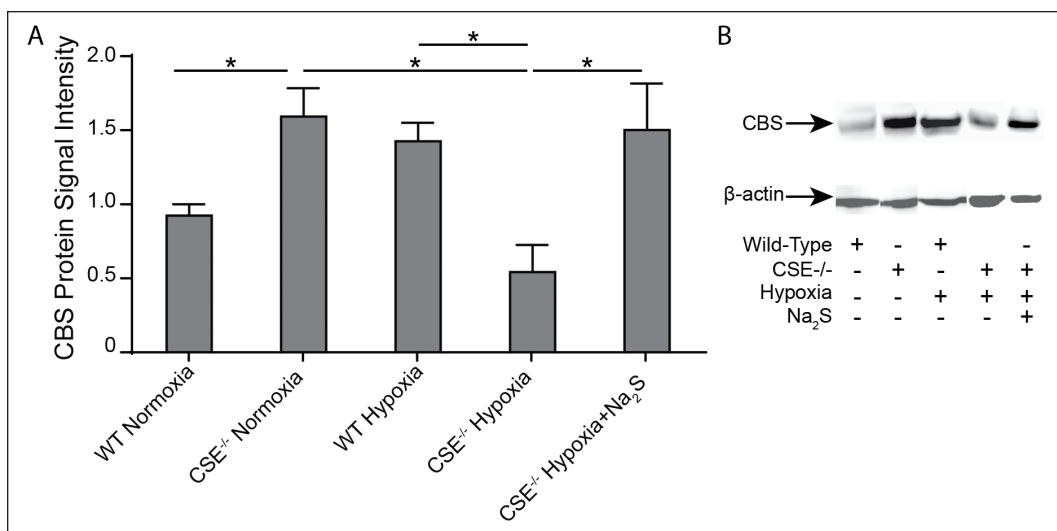 A
CBS Protein Signal Intensity
2.0
1.5
1.0
0.5
0
*
*
*
*
WT Normoxia
CSE-/- Normoxia
WT Hypoxia
CSE-/- Hypoxia
CSE-/- Hypoxia+Na₂S
B
CBS
β-actin
Wild-Type + - + -
CSE-/- - + - + +
Hypoxia - - + + +
Na₂S - - - - +